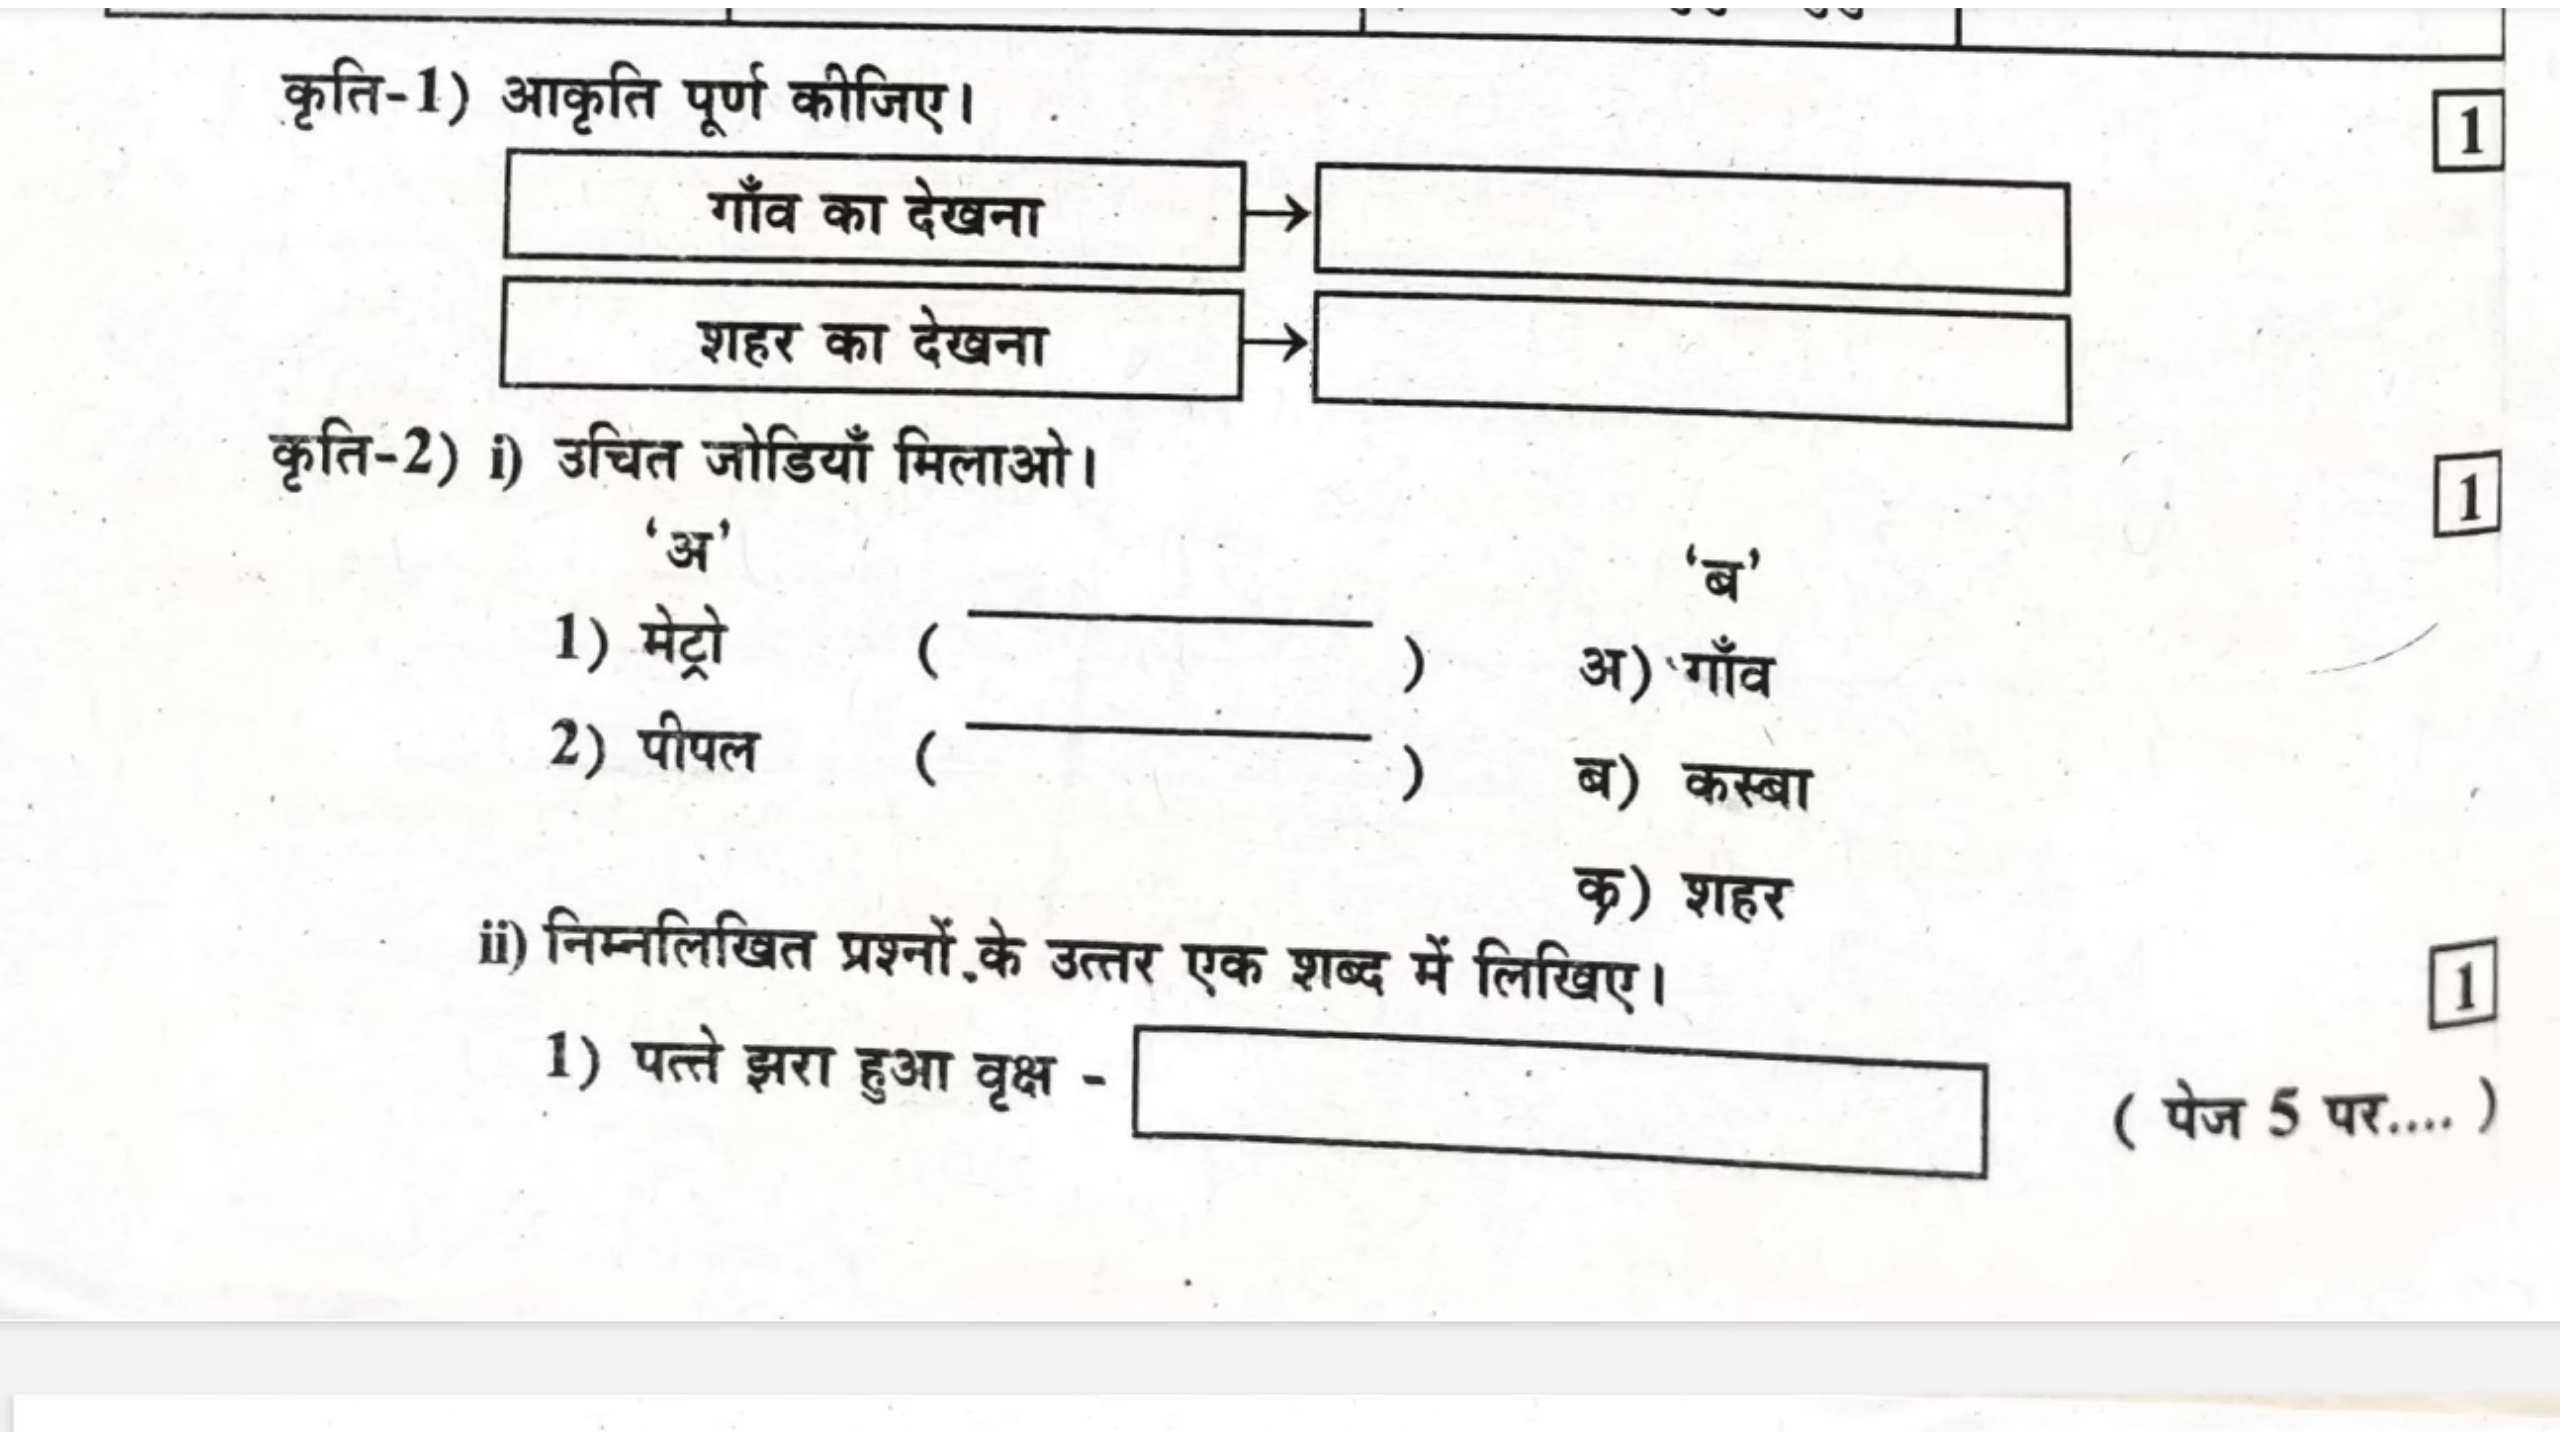 कृति-1) आकृति पूर्ण कीजिए।
1
गाँव का देखना →
शहर का देखना →
कृति-2) i) उचित जोडियाँ मिलाओ।
1
‘अ’ ‘ब’
1) मेट्रो ( ) अ) गाँव
2) पीपल ( ) ब) कस्बा
क) शहर
ii) निम्नलिखित प्रश्नों के उत्तर एक शब्द में लिखिए।
1
1) पत्ते झरा हुआ वृक्ष -
( पेज 5 पर.... )